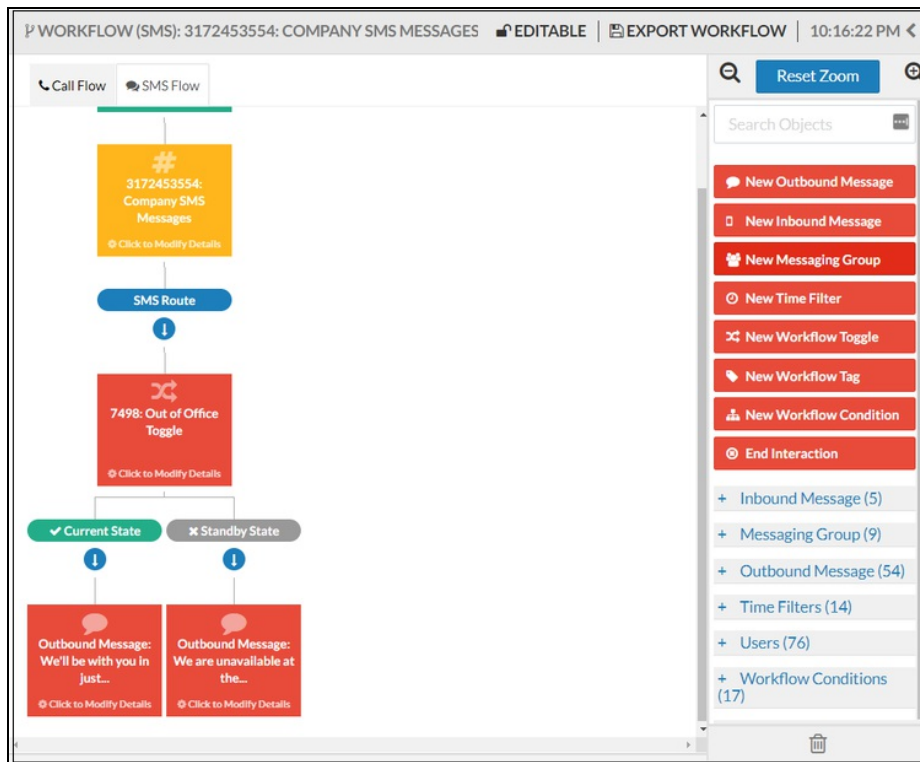 WORKFLOW (SMS): 3172453554: COMPANY SMS MESSAGES EDITABLE EXPORT WORKFLOW 10:16:22 PM
Call Flow SMS Flow
Reset Zoom
Search Objects
3172453554:
Company SMS
Messages
Click to Modify Details
SMS Route
7498: Out of Office
Toggle
Click to Modify Details
Current State Standby State
Outbound Message:
We'll be with you in
just...
Click to Modify Details
Outbound Message:
We are unavailable at
the...
Click to Modify Details
New Outbound Message
New Inbound Message
New Messaging Group
New Time Filter
New Workflow Toggle
New Workflow Tag
New Workflow Condition
End Interaction
+ Inbound Message (5)
+ Messaging Group (9)
+ Outbound Message (54)
+ Time Filters (14)
+ Users (76)
+ Workflow Conditions
(17)